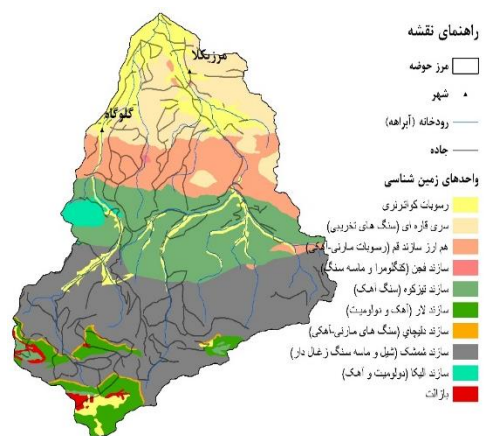 راهنمای نقشه
مرز حوضه
شهر
رودخانه (آبراهه)
جاده
واحدهای زمین شناسی
رسوبات کواترنری
سری قاره ای (سنگ های تخریبی)
هم ارز سازند قم (رسوبات مارنی-آهکی)
سازند فجن (کنگلومرا و ماسه سنگ)
سازند تیزکوه (سنگ آهک)
سازند لار (آهک و دولومیت)
سازند دلیچای (سنگ های مارنی-آهکی)
سازند شمشک (شیل و ماسه سنگ زغال دار)
سازند الیکا (دولومیت و آهک)
بازالت
مرزیکلا
گلوگاه